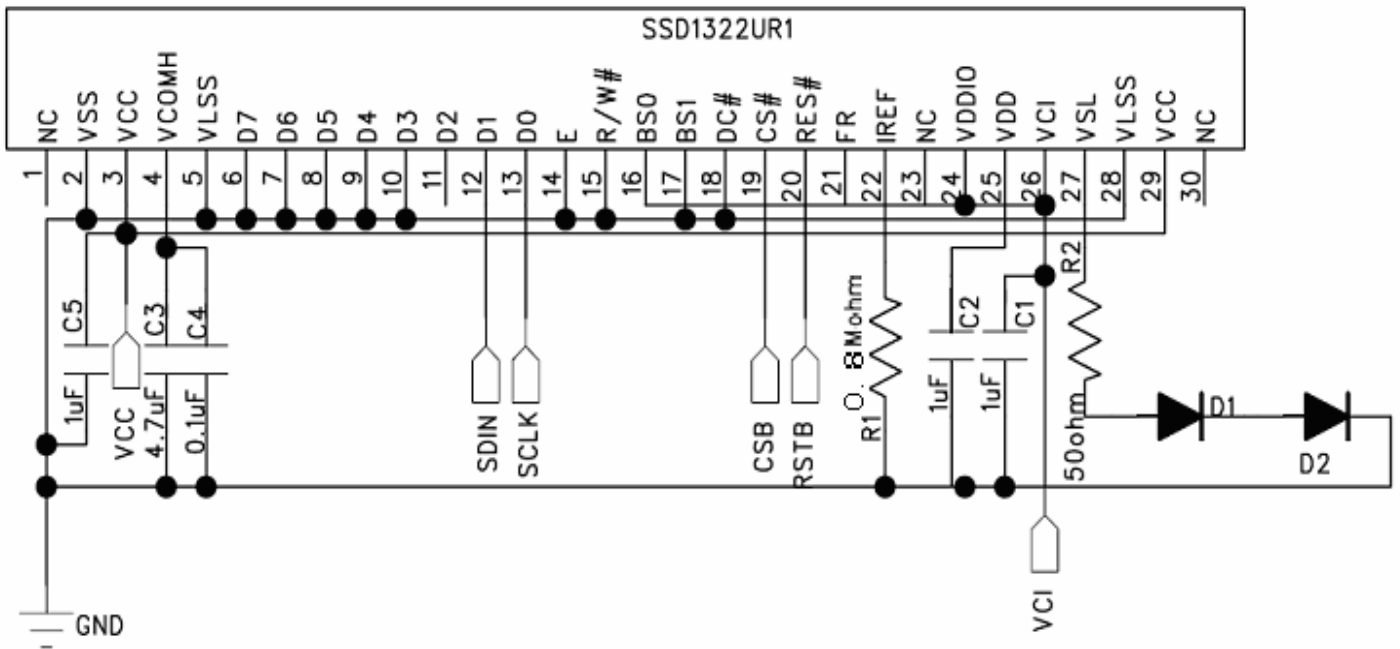 SSD1322UR1
NC
VSS
VCC
VCOMH
VLSS
D7
D6
D5
D4
D3
D2
D1
D0
E
R/W#
BS0
BS1
DC#
CS#
RES#
FR
IREF
NC
VDDIO
VDD
VCI
VSL
VLSS
VCC
NC
1
2
3
4
5
6
7
8
9
10
11
12
13
14
15
16
17
18
19
20
21
22
23
24
25
26
27
28
29
30
C5
1uF
VCC
C3
4.7uF
C4
0.1uF
SDIN
SCLK
CSB
RSTB
0.8Mohm
R1
C2
1uF
C1
1uF
R2
50ohm
D1
D2
VCI
GND